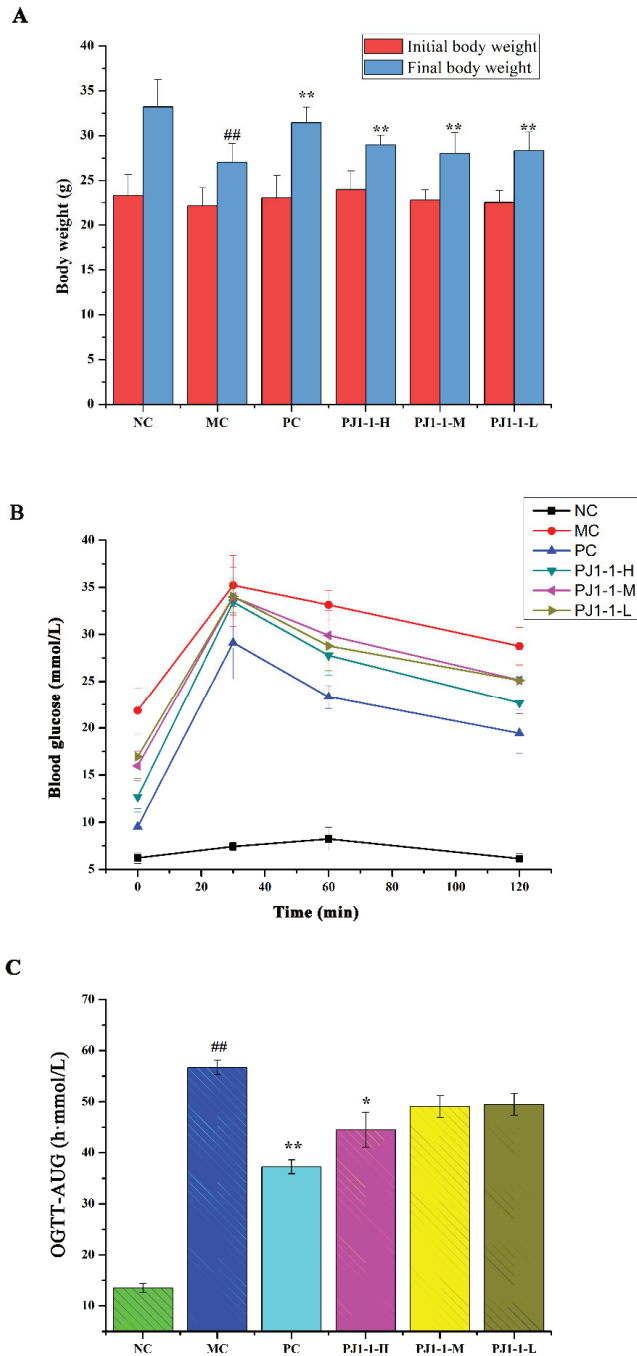 A
40
35
30
25
20
15
10
5
0
Body weight (g)
Initial body weight
Final body weight
##
**
**
**
**
NC MC PC PJ1-1-H PJ1-1-M PJ1-1-L
B
40
35
30
25
20
15
10
5
Blood glucose (mmol/L)
NC
MC
PC
PJ1-1-H
PJ1-1-M
PJ1-1-L
0 20 40 60 80 100 120
Time (min)
C
70
60
50
40
30
20
10
OGTT-AUG (h·mmol/L)
##
**
*
NC MC PC PJ1-1-H PJ1-1-M PJ1-1-L